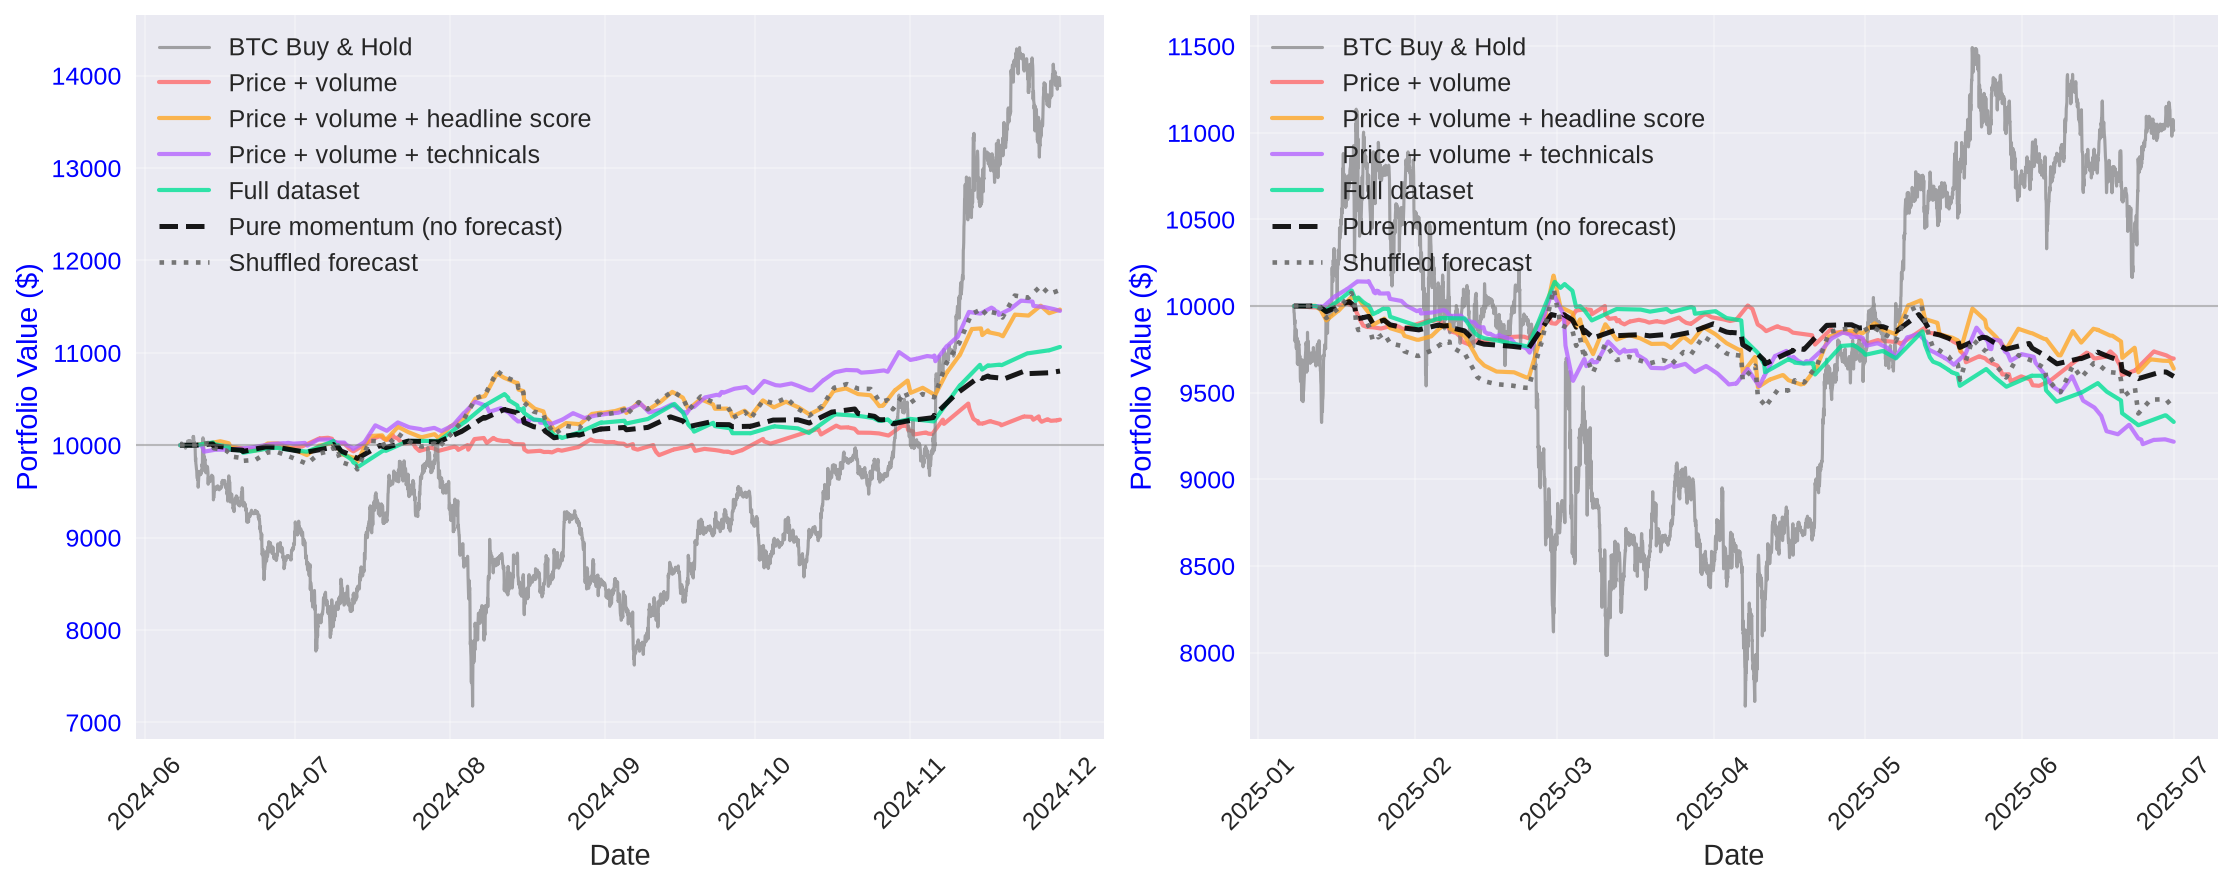 BTC Buy & Hold
Price + volume
Price + volume + headline score
Price + volume + technicals
Full dataset
Pure momentum (no forecast)
Shuffled forecast
14000
13000
12000
11000
10000
9000
8000
7000
Portfolio Value ($)
2024-06
2024-07
2024-08
2024-09
2024-10
2024-11
2024-12
Date
BTC Buy & Hold
Price + volume
Price + volume + headline score
Price + volume + technicals
Full dataset
Pure momentum (no forecast)
Shuffled forecast
11500
11000
10500
10000
9500
9000
8500
8000
Portfolio Value ($)
2025-01
2025-02
2025-03
2025-04
2025-05
2025-06
2025-07
Date